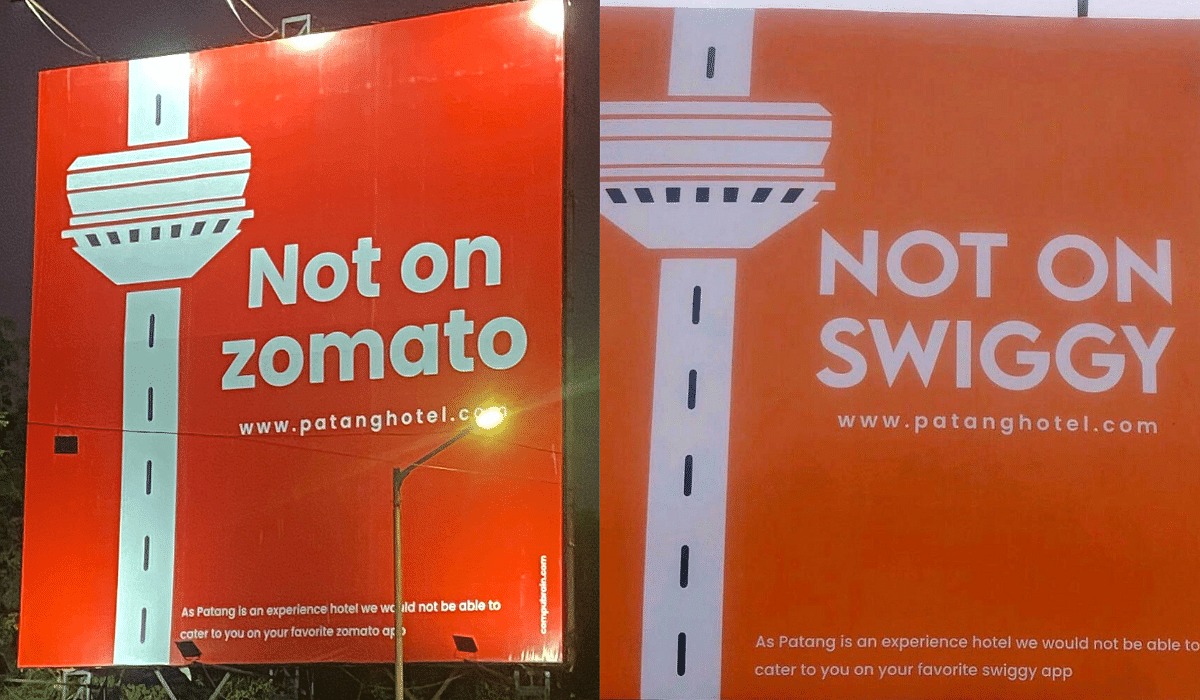 Not on
zomato
www.patanghotel.com
As Patang is an experience hotel we would not be able to
cater to you on your favorite zomato app
compubrain.com
NOT ON
SWIGGY
www.patanghotel.com
As Patang is an experience hotel we would not be able to
cater to you on your favorite swiggy app